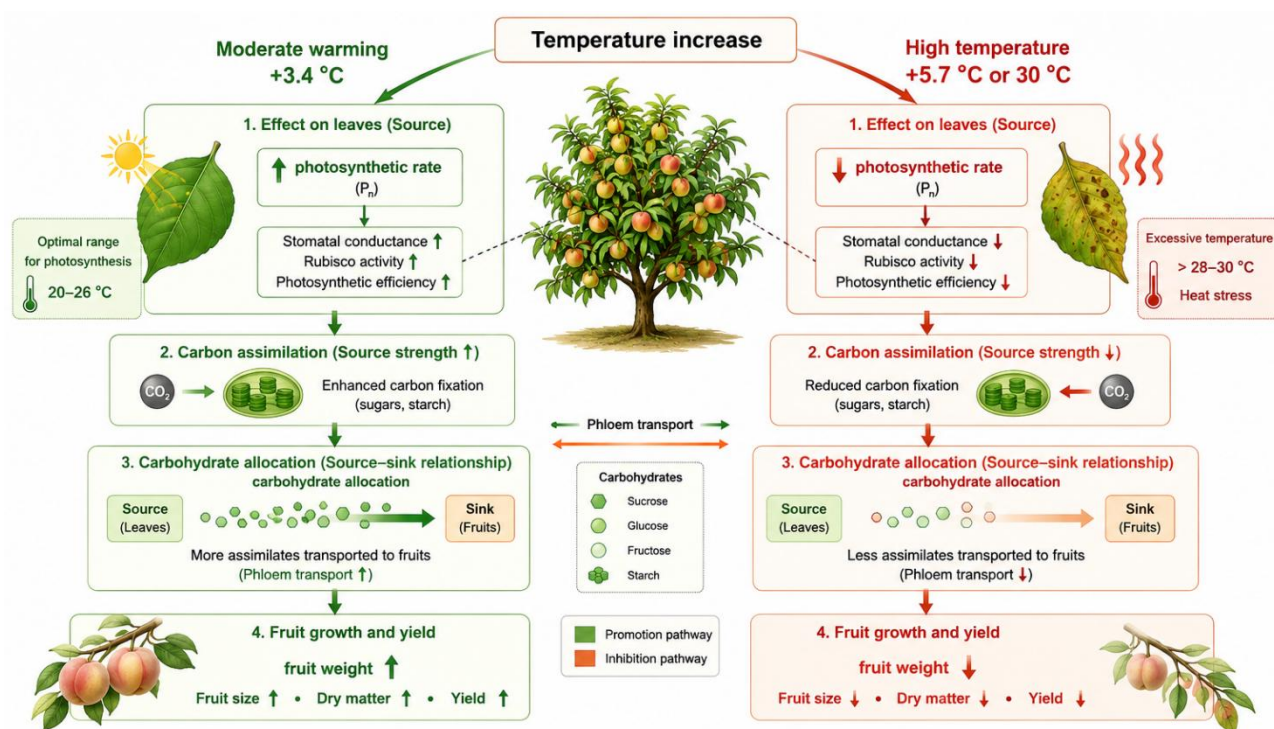 Temperature increase
Moderate warming
+3.4 °C
1. Effect on leaves (Source)
↑ photosynthetic rate
(Pₙ)
Stomatal conductance ↑
Rubisco activity ↑
Photosynthetic efficiency ↑
Optimal range
for photosynthesis
20–26 °C
2. Carbon assimilation (Source strength ↑)
CO₂
Enhanced carbon fixation
(sugars, starch)
3. Carbohydrate allocation (Source–sink relationship)
carbohydrate allocation
Source
(Leaves)
Sink
(Fruits)
More assimilates transported to fruits
(Phloem transport ↑)
4. Fruit growth and yield
fruit weight ↑
Fruit size ↑ • Dry matter ↑ • Yield ↑
Phloem transport
Carbohydrates
Sucrose
Glucose
Fructose
Starch
Promotion pathway
Inhibition pathway
High temperature
+5.7 °C or 30 °C
1. Effect on leaves (Source)
↓ photosynthetic rate
(Pₙ)
Stomatal conductance ↓
Rubisco activity ↓
Photosynthetic efficiency ↓
Excessive temperature
> 28–30 °C
Heat stress
2. Carbon assimilation (Source strength ↓)
Reduced carbon fixation
(sugars, starch)
CO₂
3. Carbohydrate allocation (Source–sink relationship)
carbohydrate allocation
Source
(Leaves)
Sink
(Fruits)
Less assimilates transported to fruits
(Phloem transport ↓)
4. Fruit growth and yield
fruit weight ↓
Fruit size ↓ • Dry matter ↓ • Yield ↓